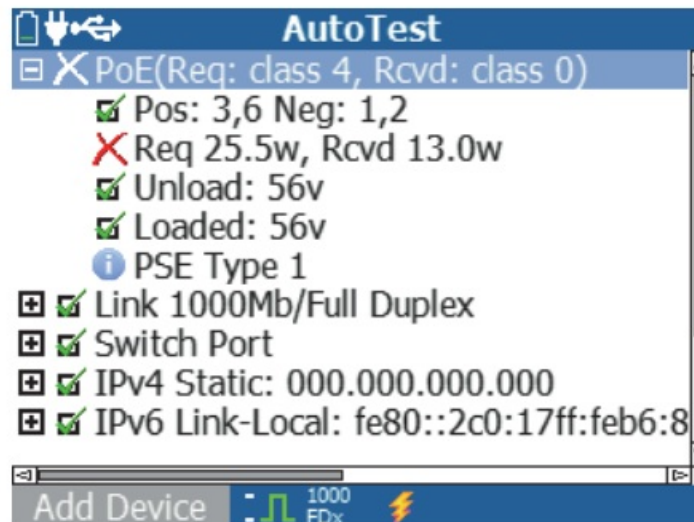 AutoTest
PoE(Req: class 4, Rcvd: class 0)
Pos: 3,6 Neg: 1,2
Req 25.5w, Rcvd 13.0w
Unload: 56v
Loaded: 56v
PSE Type 1
Link 1000Mb/Full Duplex
Switch Port
IPv4 Static: 000.000.000.000
IPv6 Link-Local: fe80::2c0:17ff:feb6:8
Add Device
1000
FDx